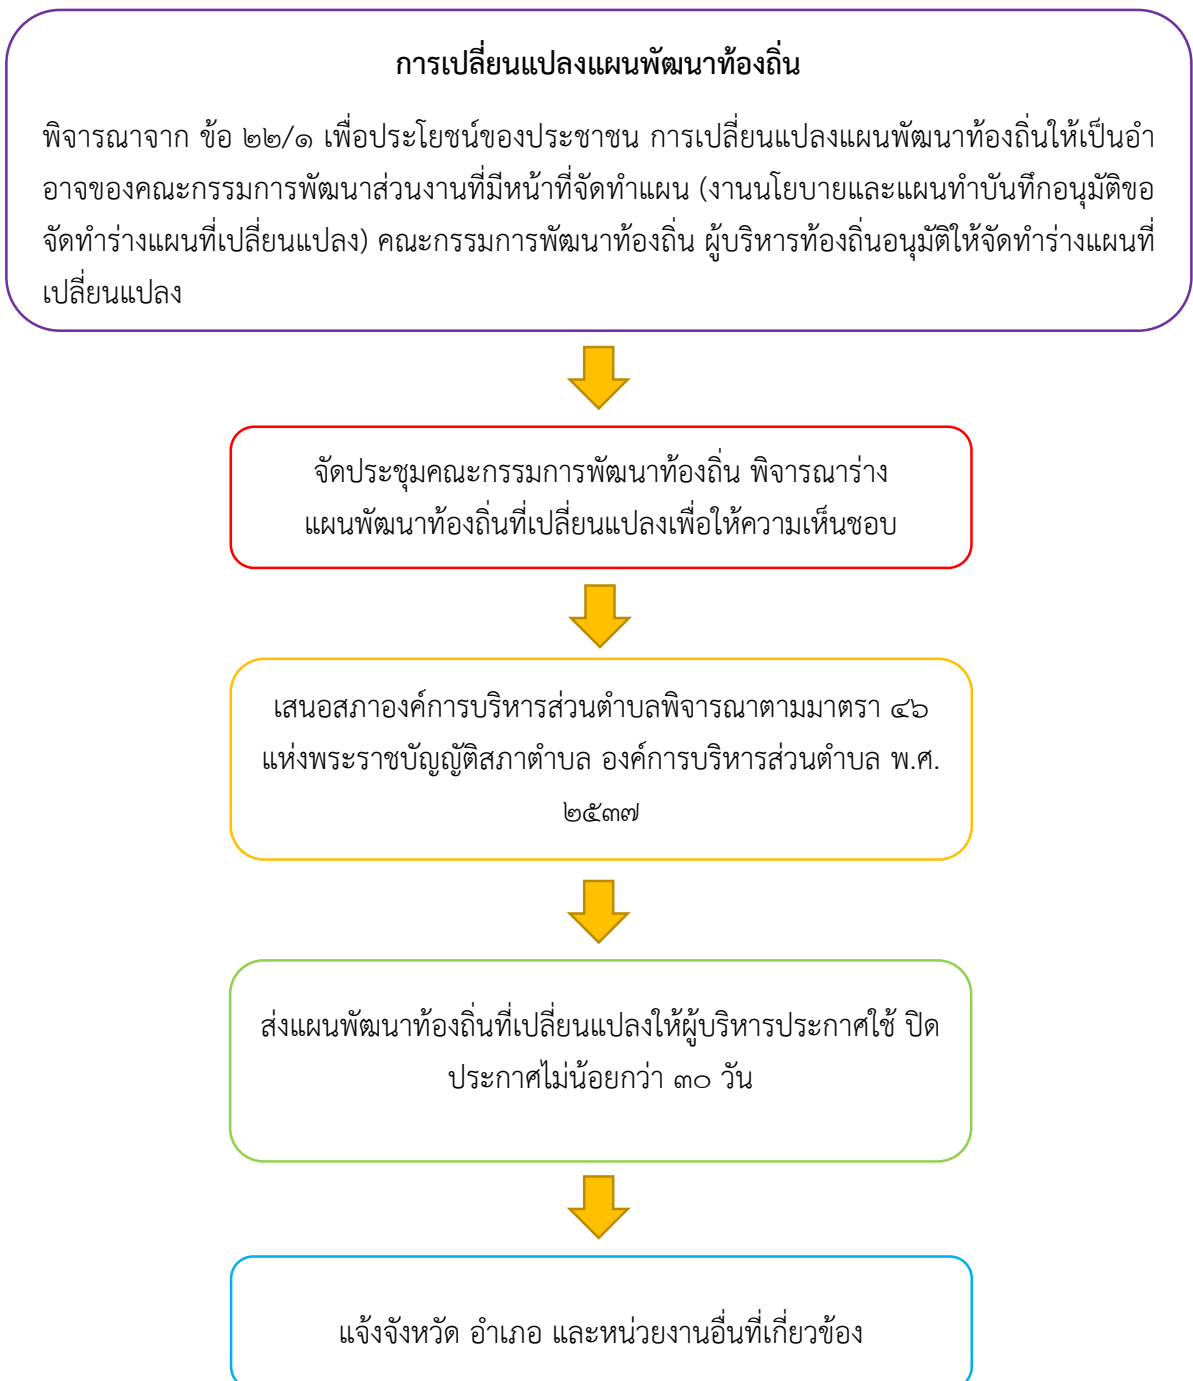 การเปลี่ยนแปลงแผนพัฒนาท้องถิ่น
พิจารณาจาก ข้อ ๒๒/๑ เพื่อประโยชน์ของประชาชน การเปลี่ยนแปลงแผนพัฒนาท้องถิ่นให้เป็นอำ
อาจของคณะกรรมการพัฒนาส่วนงานที่มีหน้าที่จัดทำแผน (งานนโยบายและแผนทำบันทึกอนุมัติขอ
จัดทำร่างแผนที่เปลี่ยนแปลง) คณะกรรมการพัฒนาท้องถิ่น ผู้บริหารท้องถิ่นอนุมัติให้จัดทำร่างแผนที่
เปลี่ยนแปลง
จัดประชุมคณะกรรมการพัฒนาท้องถิ่น พิจารณาร่าง
แผนพัฒนาท้องถิ่นที่เปลี่ยนแปลงเพื่อให้ความเห็นชอบ
เสนอสภาองค์การบริหารส่วนตำบลพิจารณาตามมาตรา ๔๖
แห่งพระราชบัญญัติสภาตำบล องค์การบริหารส่วนตำบล พ.ศ.
๒๕๓๗
ส่งแผนพัฒนาท้องถิ่นที่เปลี่ยนแปลงให้ผู้บริหารประกาศใช้ ปิด
ประกาศไม่น้อยกว่า ๓๐ วัน
แจ้งจังหวัด อำเภอ และหน่วยงานอื่นที่เกี่ยวข้อง